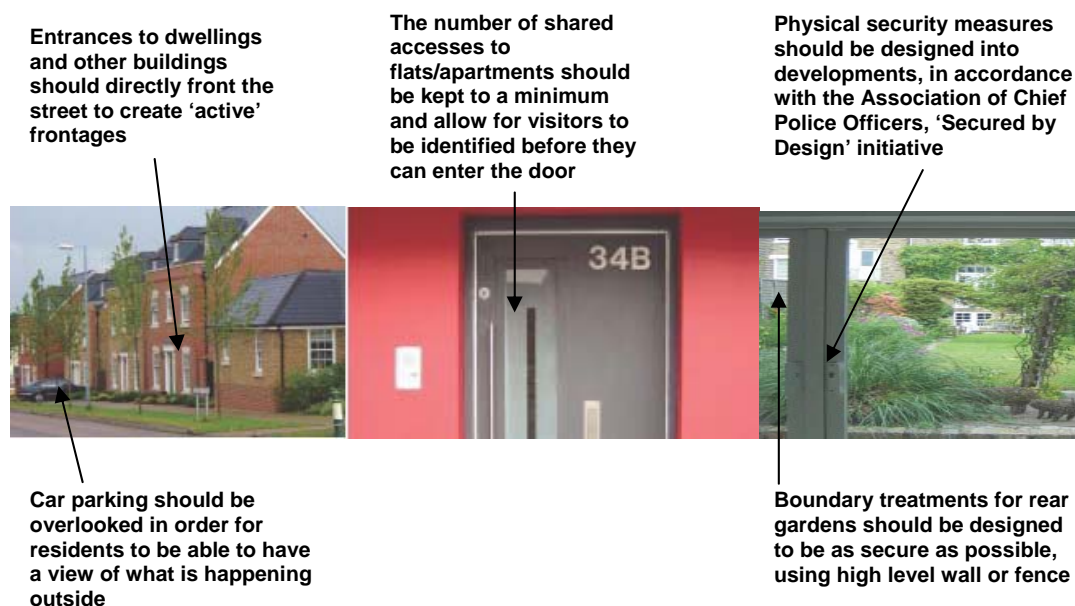 Entrances to dwellings
and other buildings
should directly front the
street to create ‘active’
frontages
The number of shared
accesses to
flats/apartments should
be kept to a minimum
and allow for visitors to
be identified before they
can enter the door
Physical security measures
should be designed into
developments, in accordance
with the Association of Chief
Police Officers, ‘Secured by
Design’ initiative
34B
Car parking should be
overlooked in order for
residents to be able to have
a view of what is happening
outside
Boundary treatments for rear
gardens should be designed
to be as secure as possible,
using high level wall or fence